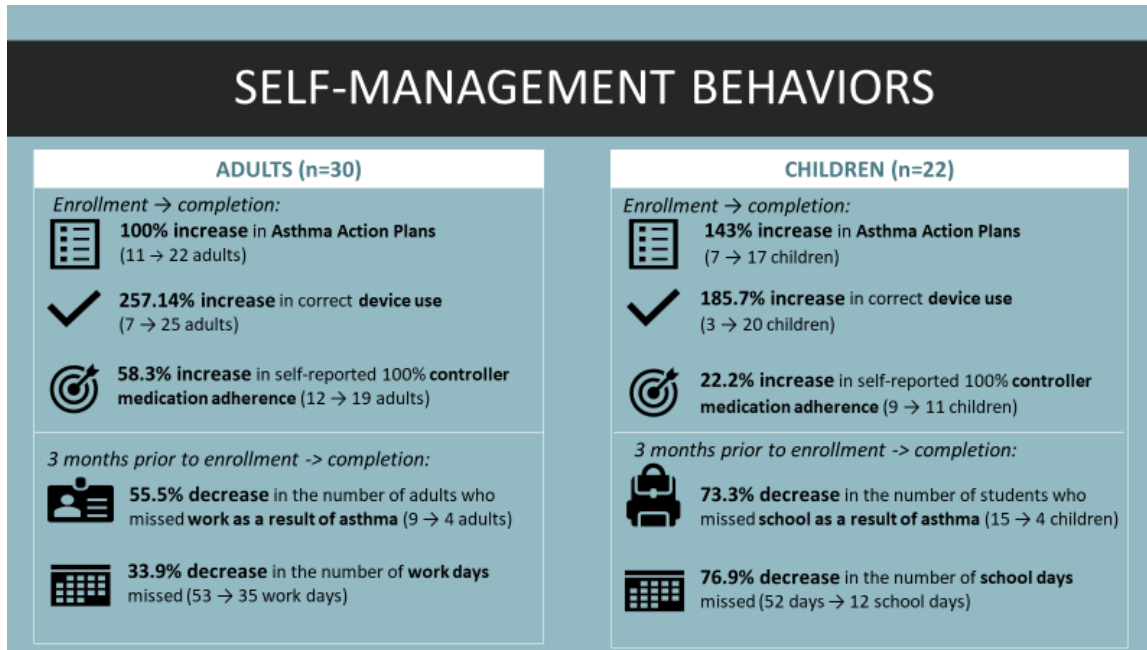 SELF-MANAGEMENT BEHAVIORS
ADULTS (n=30)
Enrollment → completion:
100% increase in Asthma Action Plans
(11 → 22 adults)
257.14% increase in correct device use
(7 → 25 adults)
58.3% increase in self-reported 100% controller
medication adherence (12 → 19 adults)
3 months prior to enrollment -> completion:
55.5% decrease in the number of adults who
missed work as a result of asthma (9 → 4 adults)
33.9% decrease in the number of work days
missed (53 → 35 work days)
CHILDREN (n=22)
Enrollment → completion:
143% increase in Asthma Action Plans
(7 → 17 children)
185.7% increase in correct device use
(3 → 20 children)
22.2% increase in self-reported 100% controller
medication adherence (9 → 11 children)
3 months prior to enrollment -> completion:
73.3% decrease in the number of students who
missed school as a result of asthma (15 → 4 children)
76.9% decrease in the number of school days
missed (52 days → 12 school days)